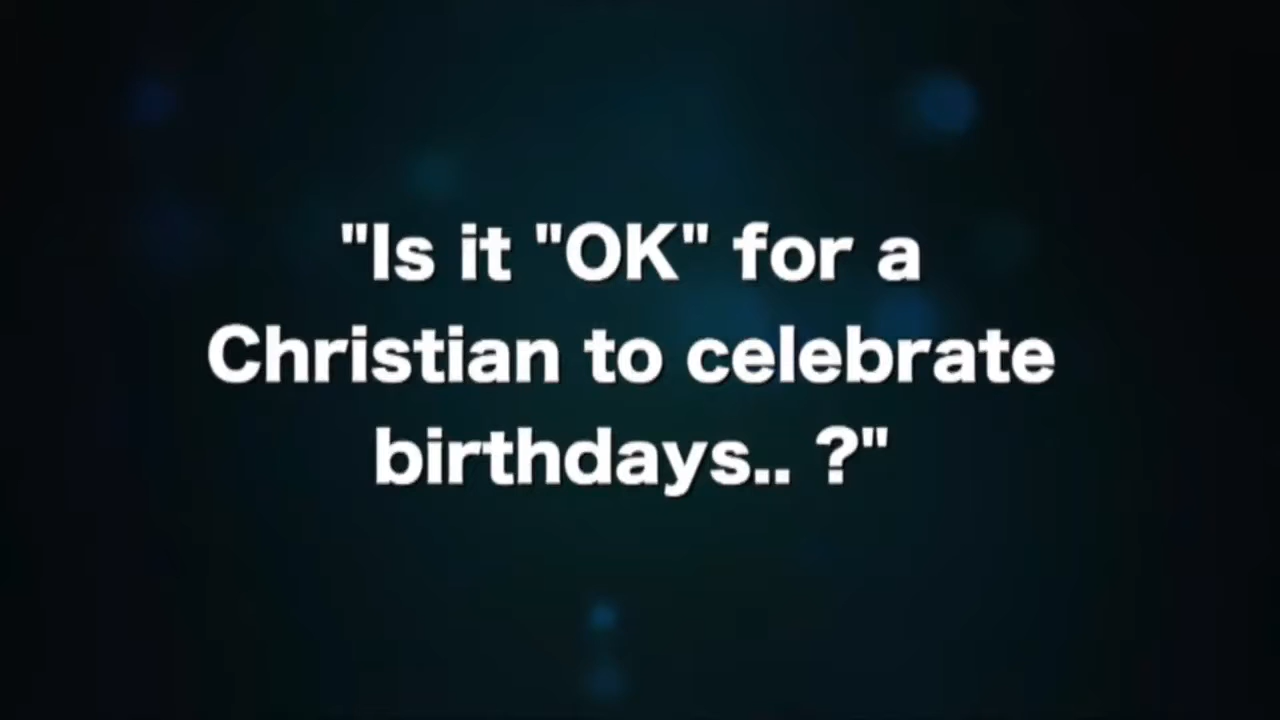 "Is it "OK" for a
Christian to celebrate
birthdays.. ?"